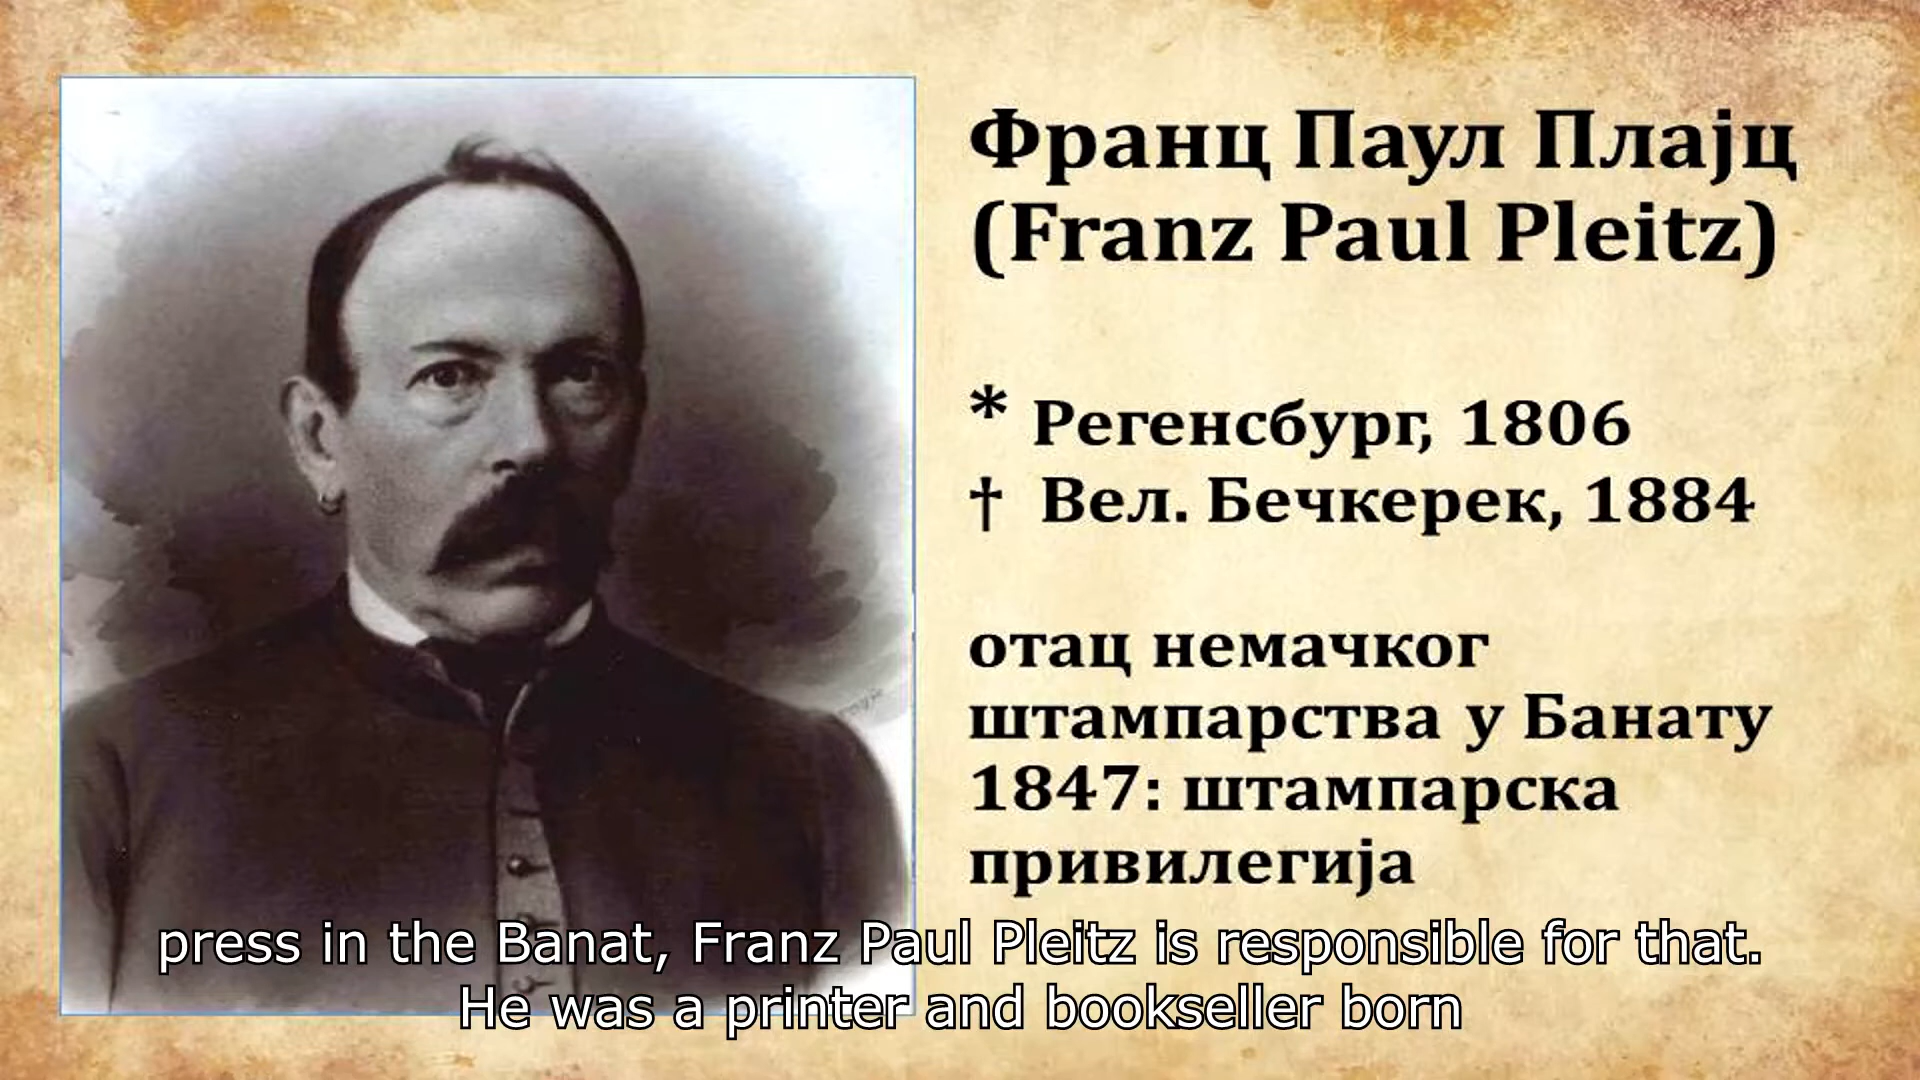 Франц Паул Плајц
(Franz Paul Pleitz)
* Регенсбург, 1806
† Вел. Бечкерек, 1884
отац немачког
штампарства у Банату
1847: штампарска
привилегија
press in the Banat, Franz Paul Pleitz is responsible for that.
He was a printer and bookseller born